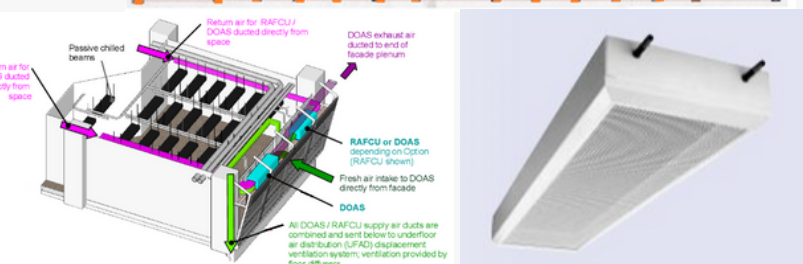 Return air for RAFCU /
DOAS ducted directly from
space
Passive chilled
beams
DOAS exhaust air
ducted to end of
facade plenum
air for
ducted
from
space
RAFCU or DOAS
depending on Option
(RAFCU shown)
Fresh air intake to DOAS
directly from facade
DOAS
All DOAS / RAFCU supply air ducts are
combined and sent below to underfloor
air distribution (UFAD) displacement
ventilation system; ventilation provided by
floor diffusers